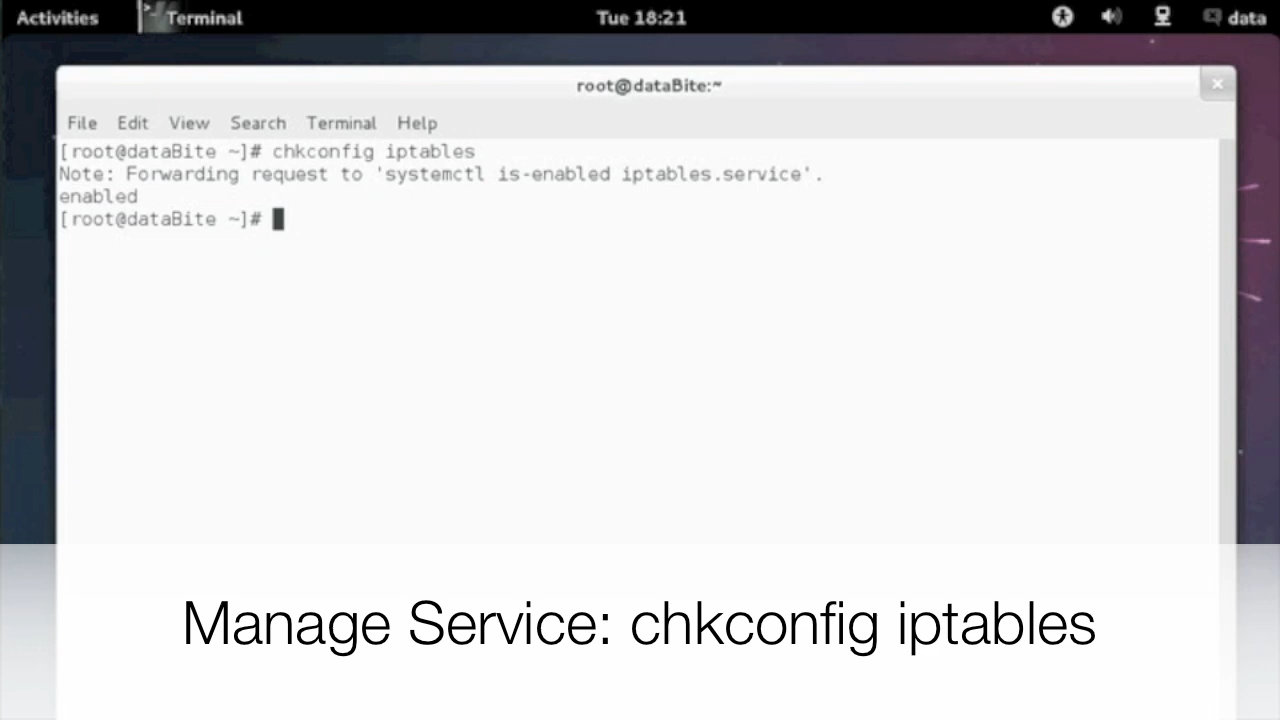 Activities Terminal Tue 18:21 data
root@dataBite:~
File Edit View Search Terminal Help
[root@dataBite ~]# chkconfig iptables
Note: Forwarding request to 'systemctl is-enabled iptables.service'.
enabled
[root@dataBite ~]#
Manage Service: chkconfig iptables